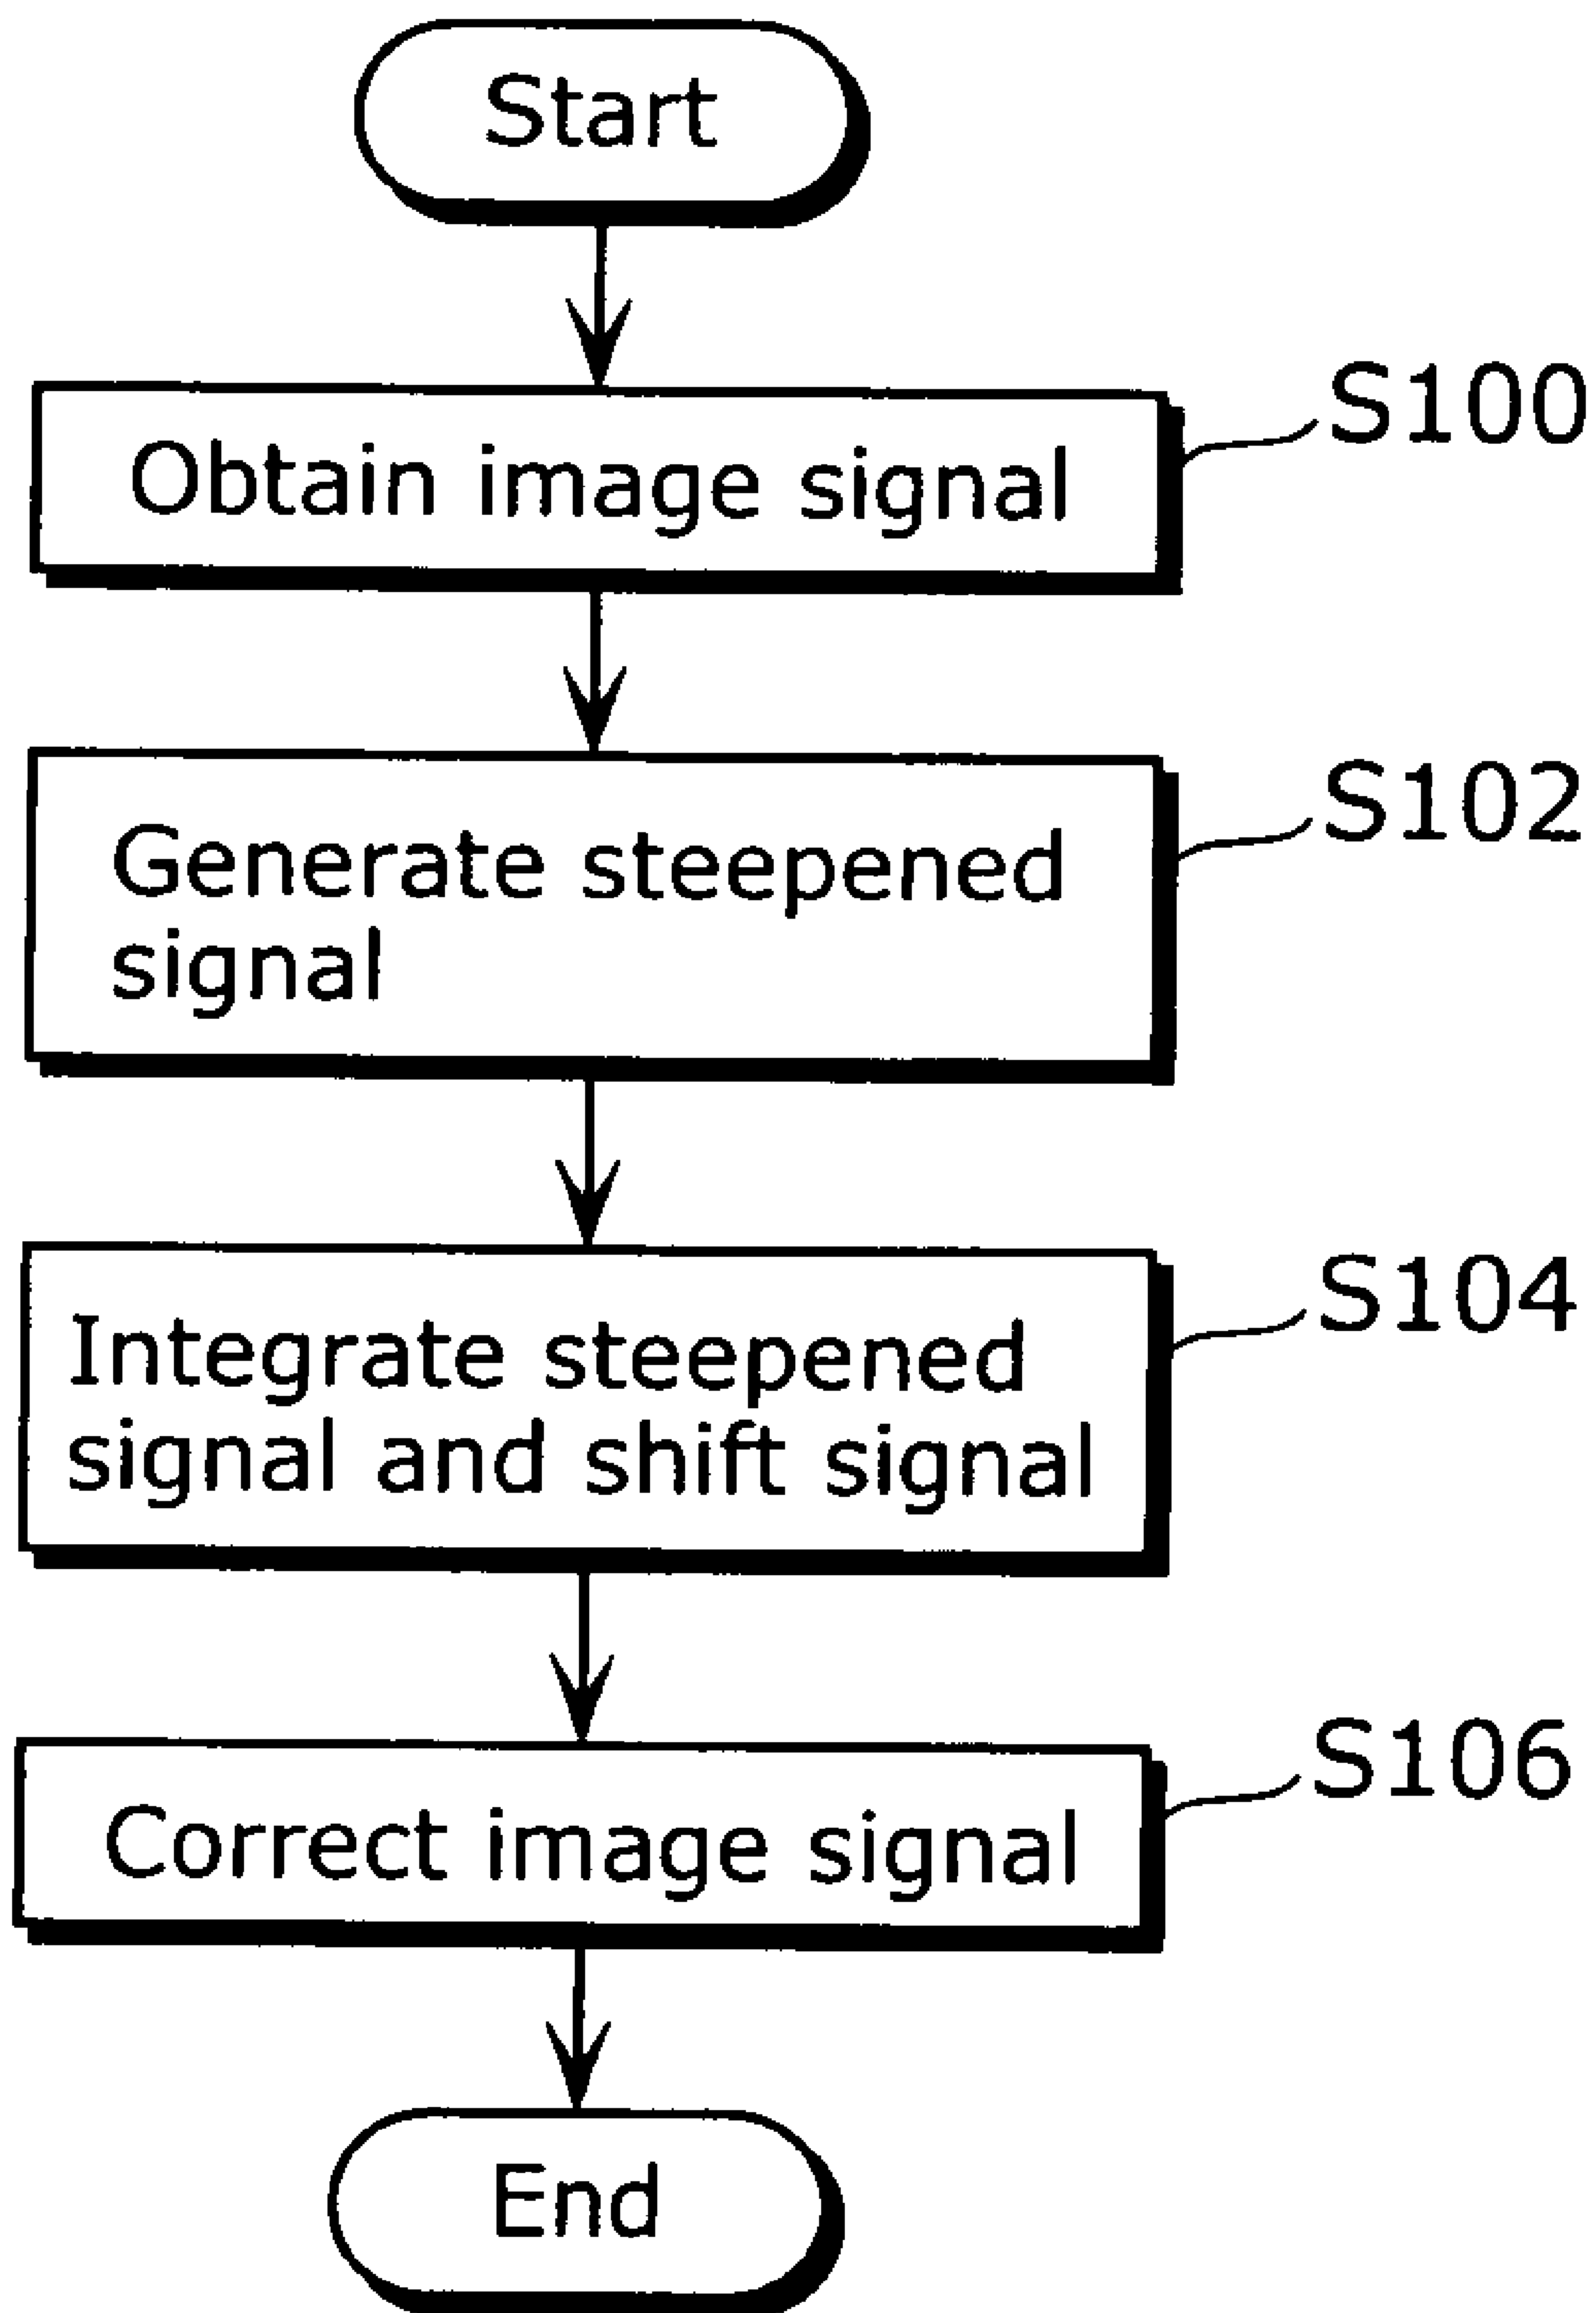 Start
S100
Obtain image signal
S102
Generate steepened
signal
S104
Integrate steepened
signal and shift signal
S106
Correct image signal
End